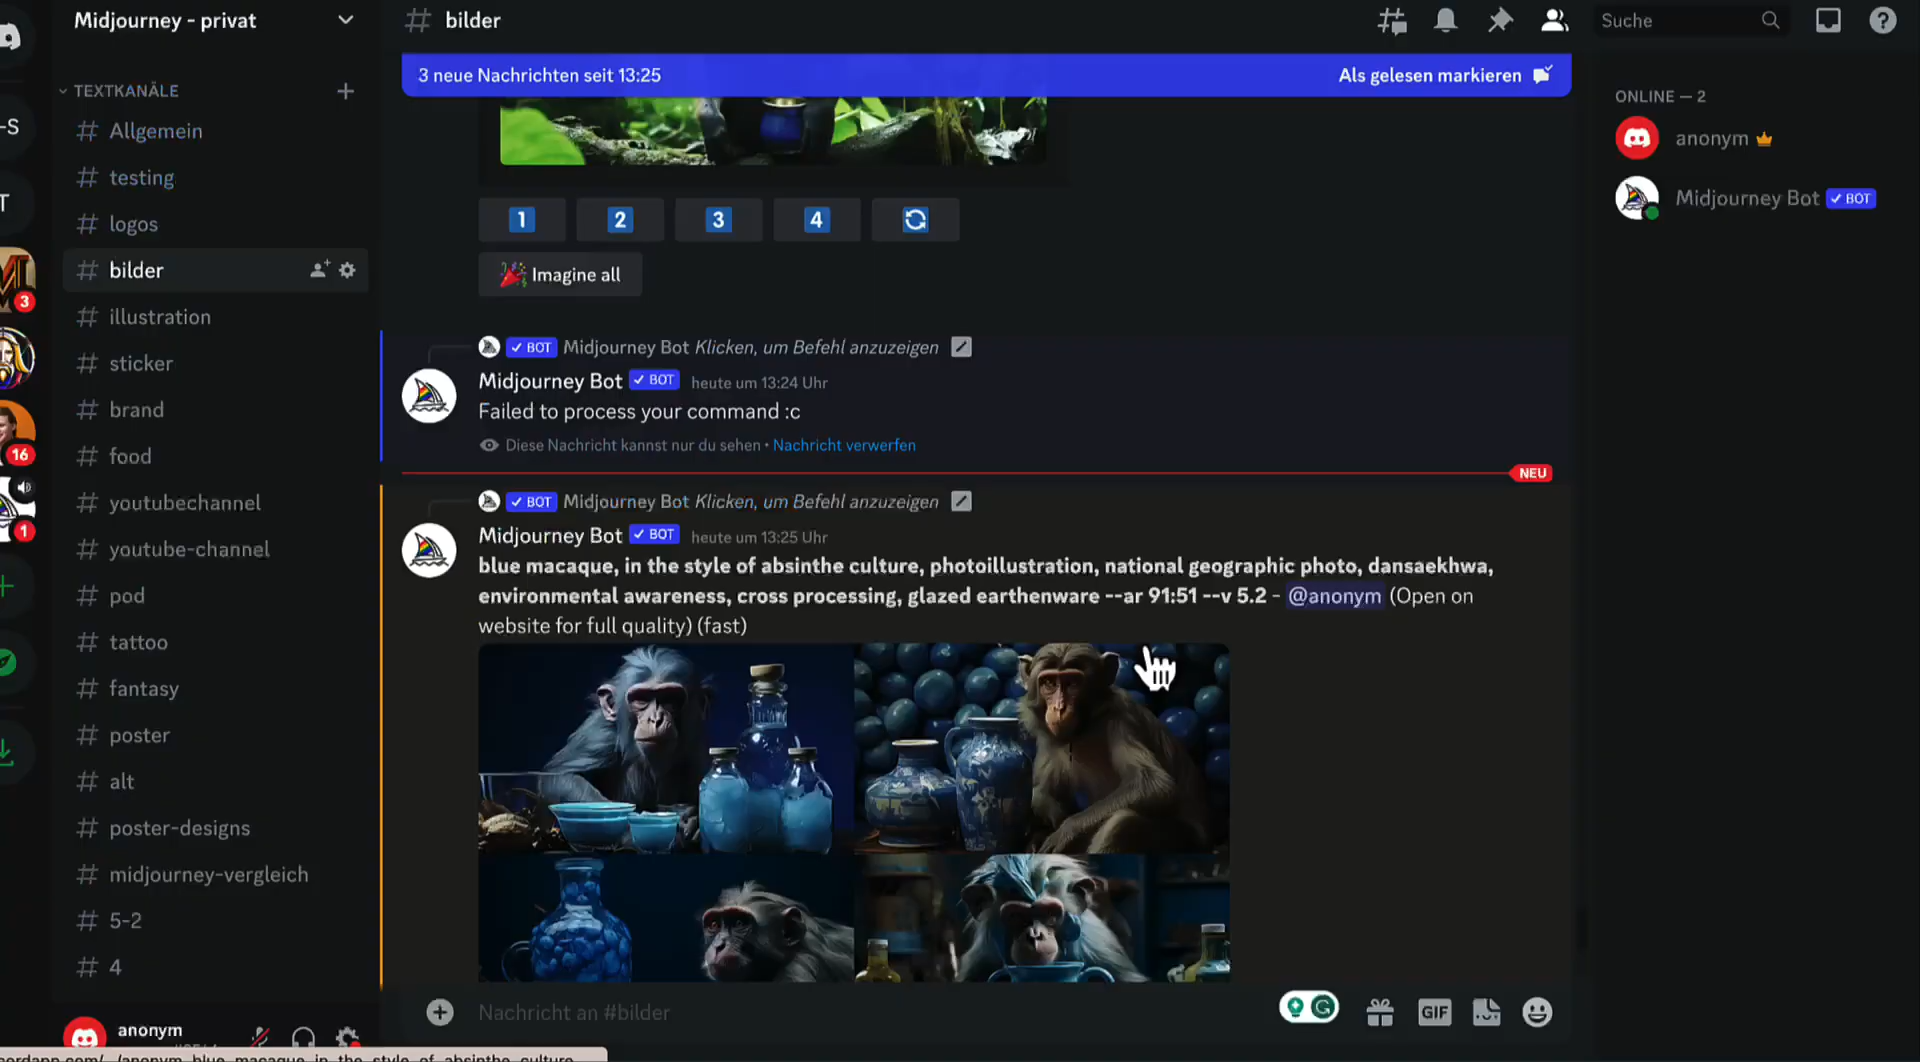 Midjourney - privat
bilder
Suche
3 neue Nachrichten seit 13:25
Als gelesen markieren
TEXTKANÄLE
Allgemein
testing
logos
bilder
illustration
sticker
brand
food
youtubechannel
youtube-channel
pod
tattoo
fantasy
poster
alt
poster-designs
midjourney-vergleich
5-2
4
anonym
-S
T
3
16
1
1 2 3 4
Imagine all
BOT Midjourney Bot Klicken, um Befehl anzuzeigen
Midjourney Bot BOT heute um 13:24 Uhr
Failed to process your command :c
Diese Nachricht kannst nur du sehen • Nachricht verwerfen
NEU
BOT Midjourney Bot Klicken, um Befehl anzuzeigen
Midjourney Bot BOT heute um 13:25 Uhr
blue macaque, in the style of absinthe culture, photoillustration, national geographic photo, dansaekhwa,
environmental awareness, cross processing, glazed earthenware --ar 91:51 --v 5.2 - @anonym (Open on
website for full quality) (fast)
Nachricht an #bilder
GIF
ONLINE — 2
anonym
Midjourney Bot BOT